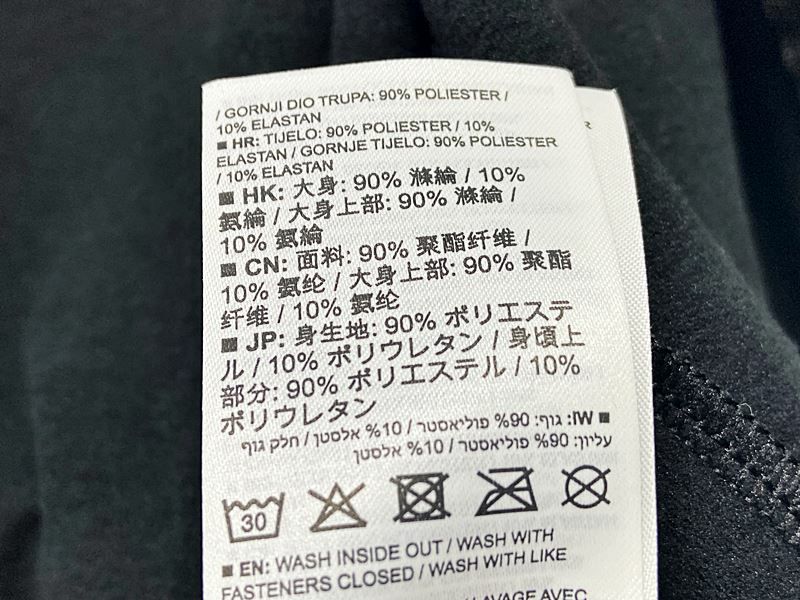 / GORNJI DIO TRUPA: 90% POLIESTER /
10% ELASTAN
■ HR: TIJELO: 90% POLIESTER / 10%
ELASTAN / GORNJE TIJELO: 90% POLIESTER
/ 10% ELASTAN
■ HK: 大身: 90% 滌綸 / 10%
氨綸 / 大身上部: 90% 滌綸 /
10% 氨綸
■ CN: 面料: 90% 聚酯纤维 /
10% 氨纶 / 大身上部: 90% 聚酯
纤维 / 10% 氨纶
■ JP: 身生地: 90% ポリエステ
ル / 10% ポリウレタン / 身頃上
部分: 90% ポリエステル / 10%
ポリウレタン
■ IW: גוף: 90% פוליאסטר / 10% אלסטן / חלק גוף
עליון: 90% פוליאסטר / 10% אלסטן
30
■ EN: WASH INSIDE OUT / WASH WITH
FASTENERS CLOSED / WASH WITH LIKE
LAVAGE AVEC